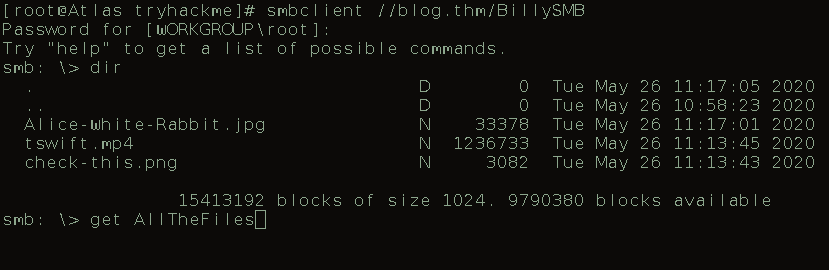 [root@Atlas tryhackme]# smbclient //blog.thm/BillySMB
Password for [WORKGROUP\root]:
Try "help" to get a list of possible commands.
smb: \> dir
  .                                   D        0  Tue May 26 11:17:05 2020
  ..                                  D        0  Tue May 26 10:58:23 2020
  Alice-White-Rabbit.jpg              N    33378  Tue May 26 11:17:01 2020
  tswift.mp4                          N  1236733  Tue May 26 11:13:45 2020
  check-this.png                      N     3082  Tue May 26 11:13:43 2020
                15413192 blocks of size 1024. 9790380 blocks available
smb: \> get AllTheFiles